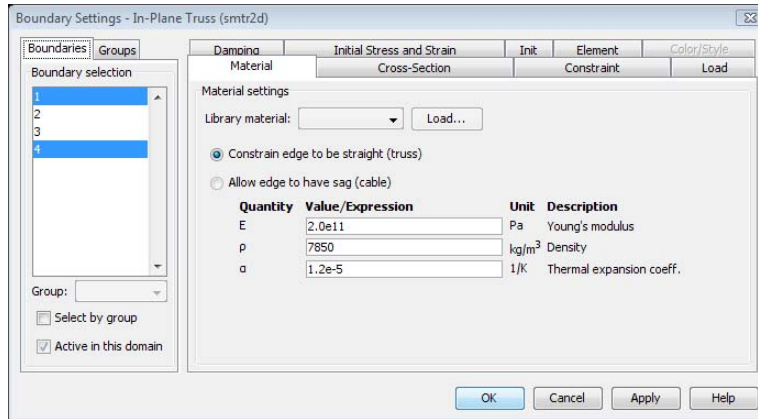 Boundary Settings - In-Plane Truss (smtr2d)
Boundaries Groups
Boundary selection
1
2
3
4
Group:
Select by group
Active in this domain
Damping Initial Stress and Strain Init Element Color/Style
Material Cross-Section Constraint Load
Material settings
Library material: Load...
Constrain edge to be straight (truss)
Allow edge to have sag (cable)
Quantity Value/Expression Unit Description
E 2.0e11 Pa Young's modulus
ρ 7850 kg/m³ Density
α 1.2e-5 1/K Thermal expansion coeff.
OK Cancel Apply Help